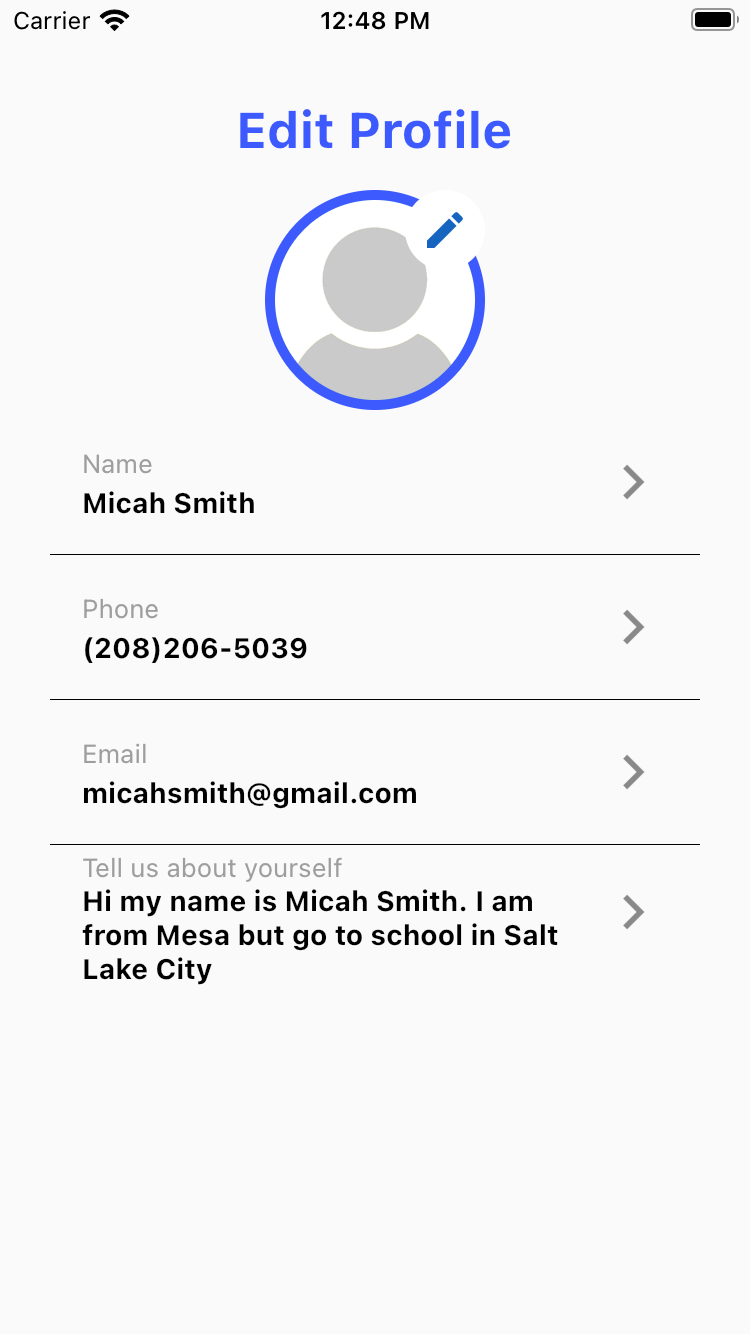 Carrier 12:48 PM
Edit Profile
Name
Micah Smith
Phone
(208)206-5039
Email
micahsmith@gmail.com
Tell us about yourself
Hi my name is Micah Smith. I am
from Mesa but go to school in Salt
Lake City